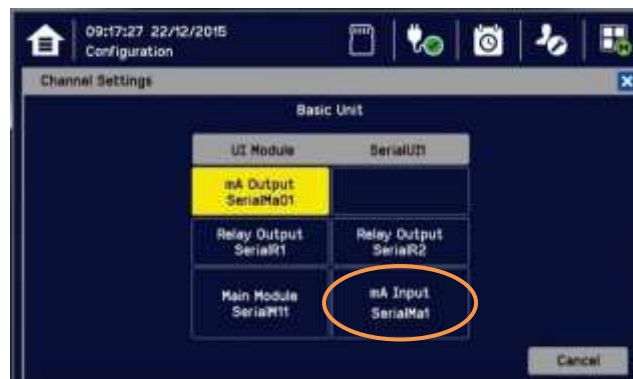 09:17:27 22/12/2015
Configuration
Channel Settings
Basic Unit
UI Module SerialUI1
mA Output
SerialMaO1
Relay Output Relay Output
SerialR1 SerialR2
Main Module mA Input
SerialM11 SerialMa1
Cancel